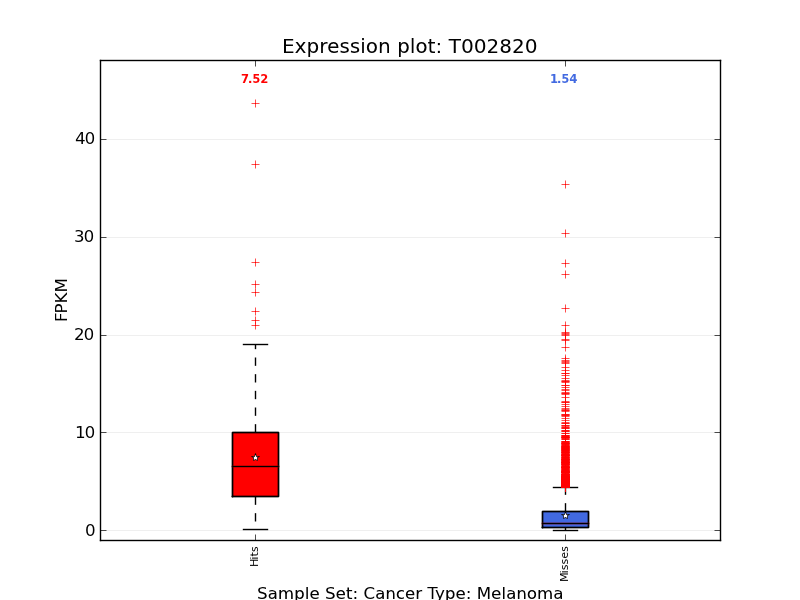 Expression plot: T002820
7.52
1.54
40
30
20
10
0
FPKM
Hits
Misses
Sample Set: Cancer Type: Melanoma